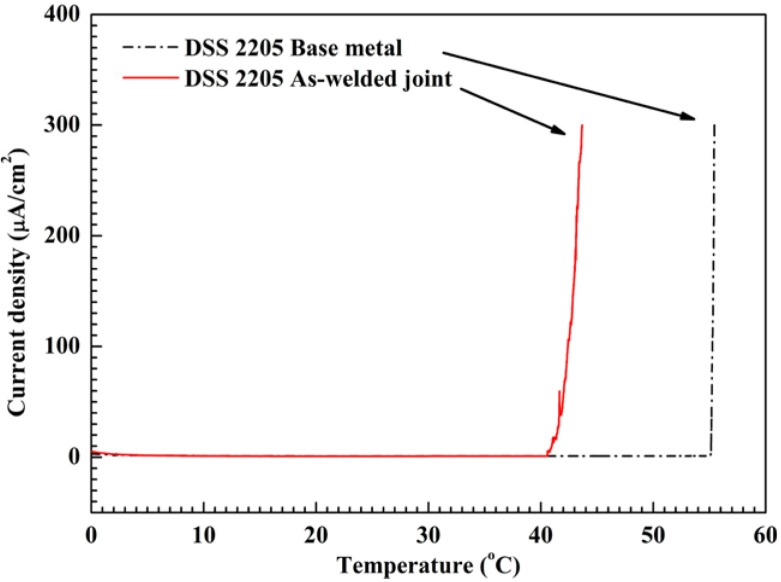 400
DSS 2205 Base metal
DSS 2205 As-welded joint
300
200
100
0
Current density (μA/cm²)
0 10 20 30 40 50 60
Temperature (°C)